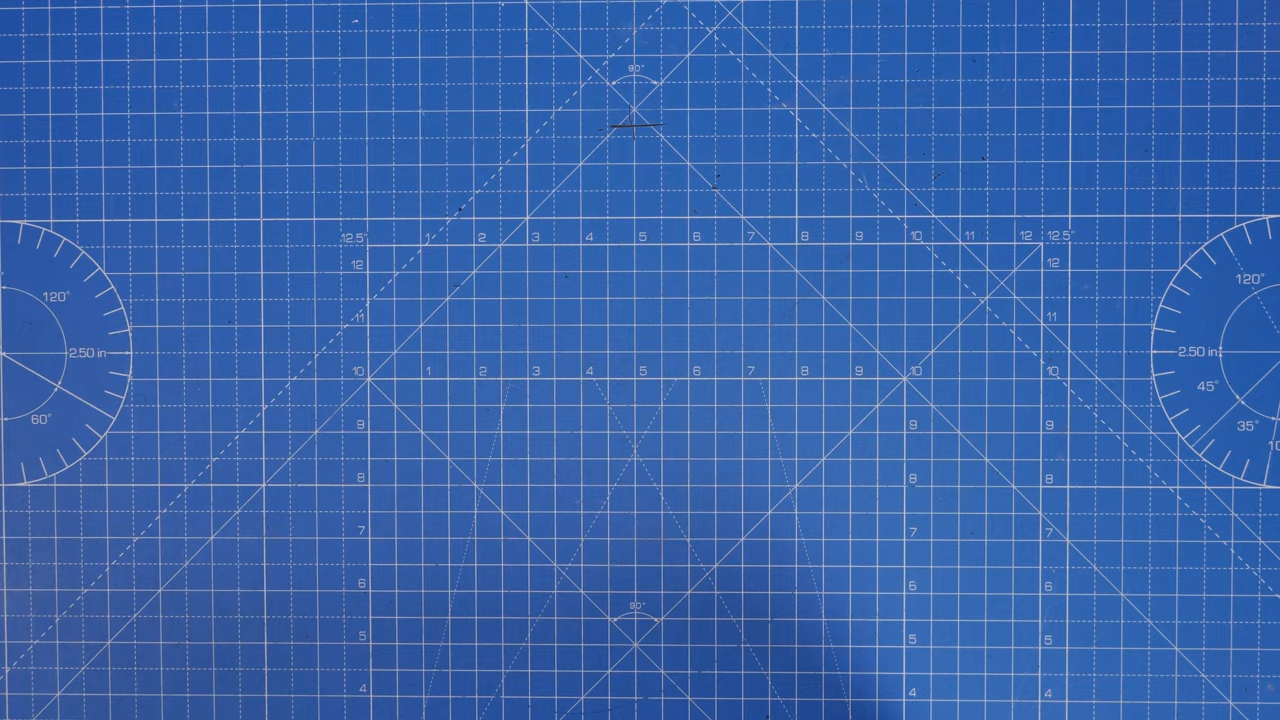 90°
12.5" 1 2 3 4 5 6 7 8 9 10 11 12 12.5"
12 12
120° 120°
11 11
2.50 in 2.50 in
10 1 2 3 4 5 6 7 8 9 10 10
45°
60° 9 9 9 35°
10
8 8 8
7 7 7
6 6 6
90°
5 5 5
4 4 4